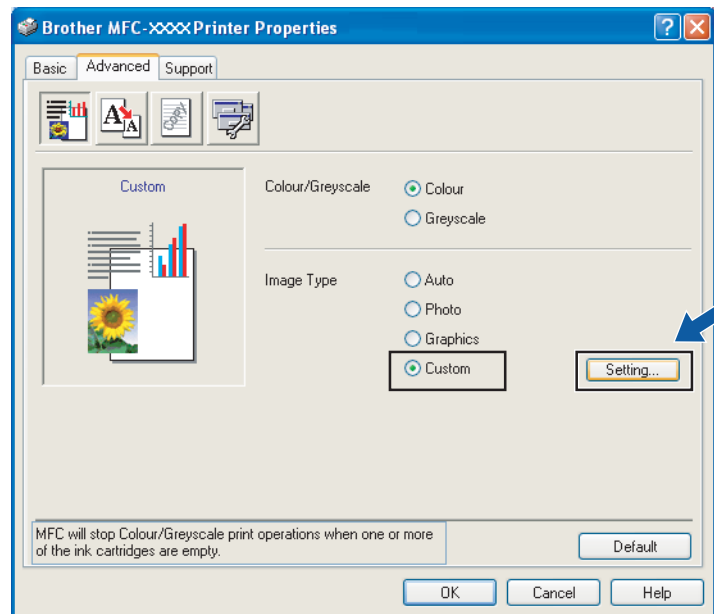 Brother MFC-XXXX Printer Properties
Basic Advanced Support
Custom
Colour/Greyscale
Colour
Greyscale
Image Type
Auto
Photo
Graphics
Custom
Setting...
MFC will stop Colour/Greyscale print operations when one or more
of the ink cartridges are empty.
Default
OK Cancel Help